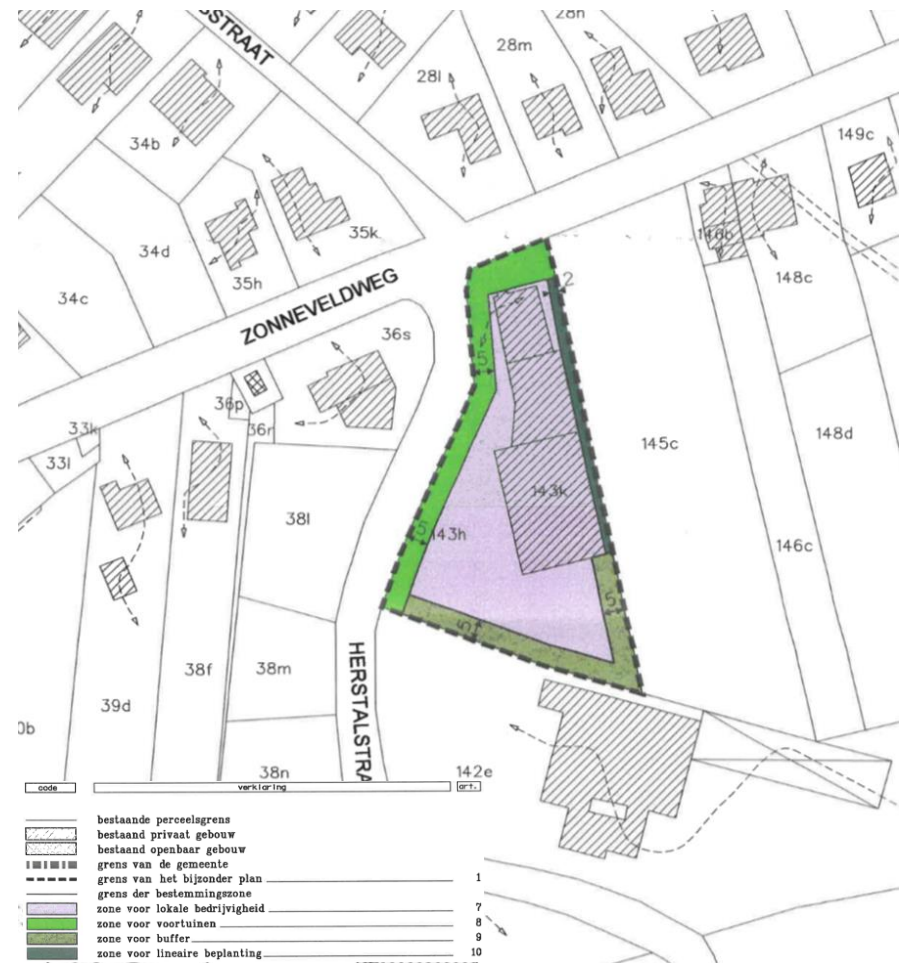 SSTRAAT
28n
28m
28l
149c
34b
35k
146b
34d
148c
35h
34c
2
ZONNEVELDWEG
36s
5
36p
33k
36r
148d
145c
33l
143k
38l
5
143h
146c
5
5
38f
38m
39d
HERSTALSTRA
0b
38n
142e
code verklaring art.
bestaande perceelsgrens
bestaand privaat gebouw
bestaand openbaar gebouw
grens van de gemeente
grens van het bijzonder plan 1
grens der bestemmingszone
zone voor lokale bedrijvigheid 7
zone voor voortuinen 8
zone voor buffer 9
zone voor lineaire beplanting 10